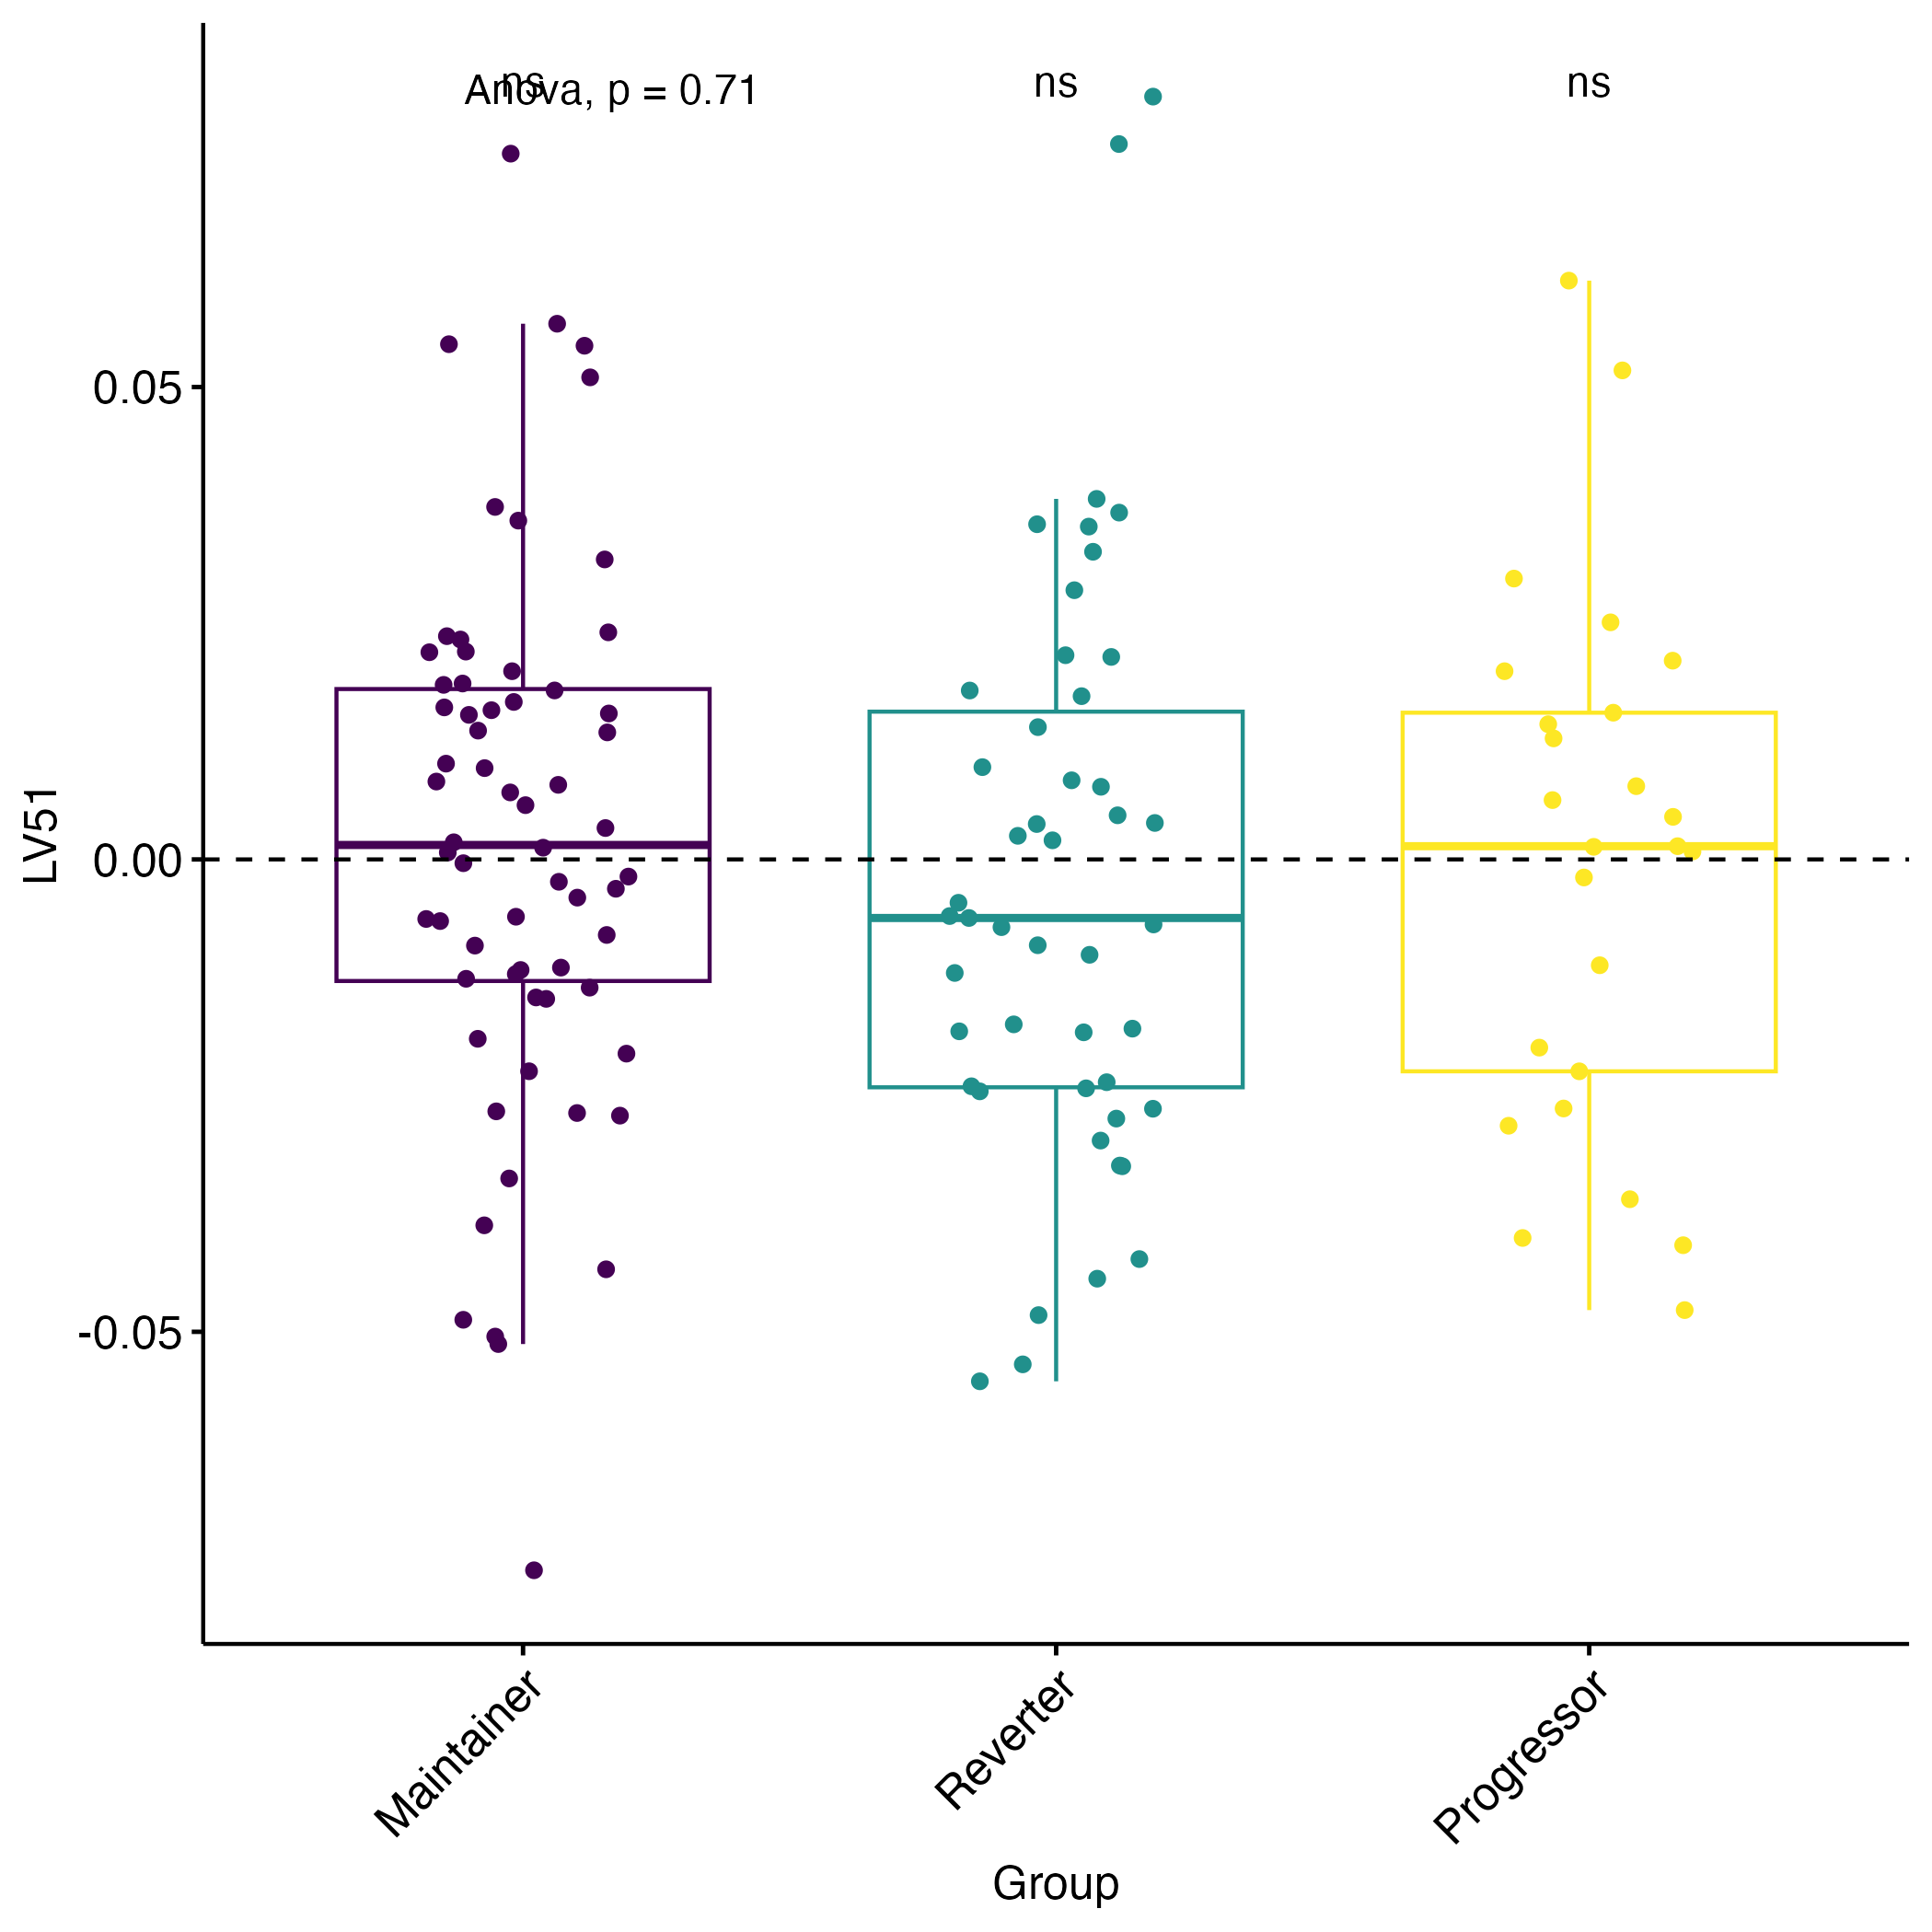 ns
Anova, p = 0.71
ns
ns
LV51
0.05
0.00
-0.05
Maintainer
Reverter
Progressor
Group